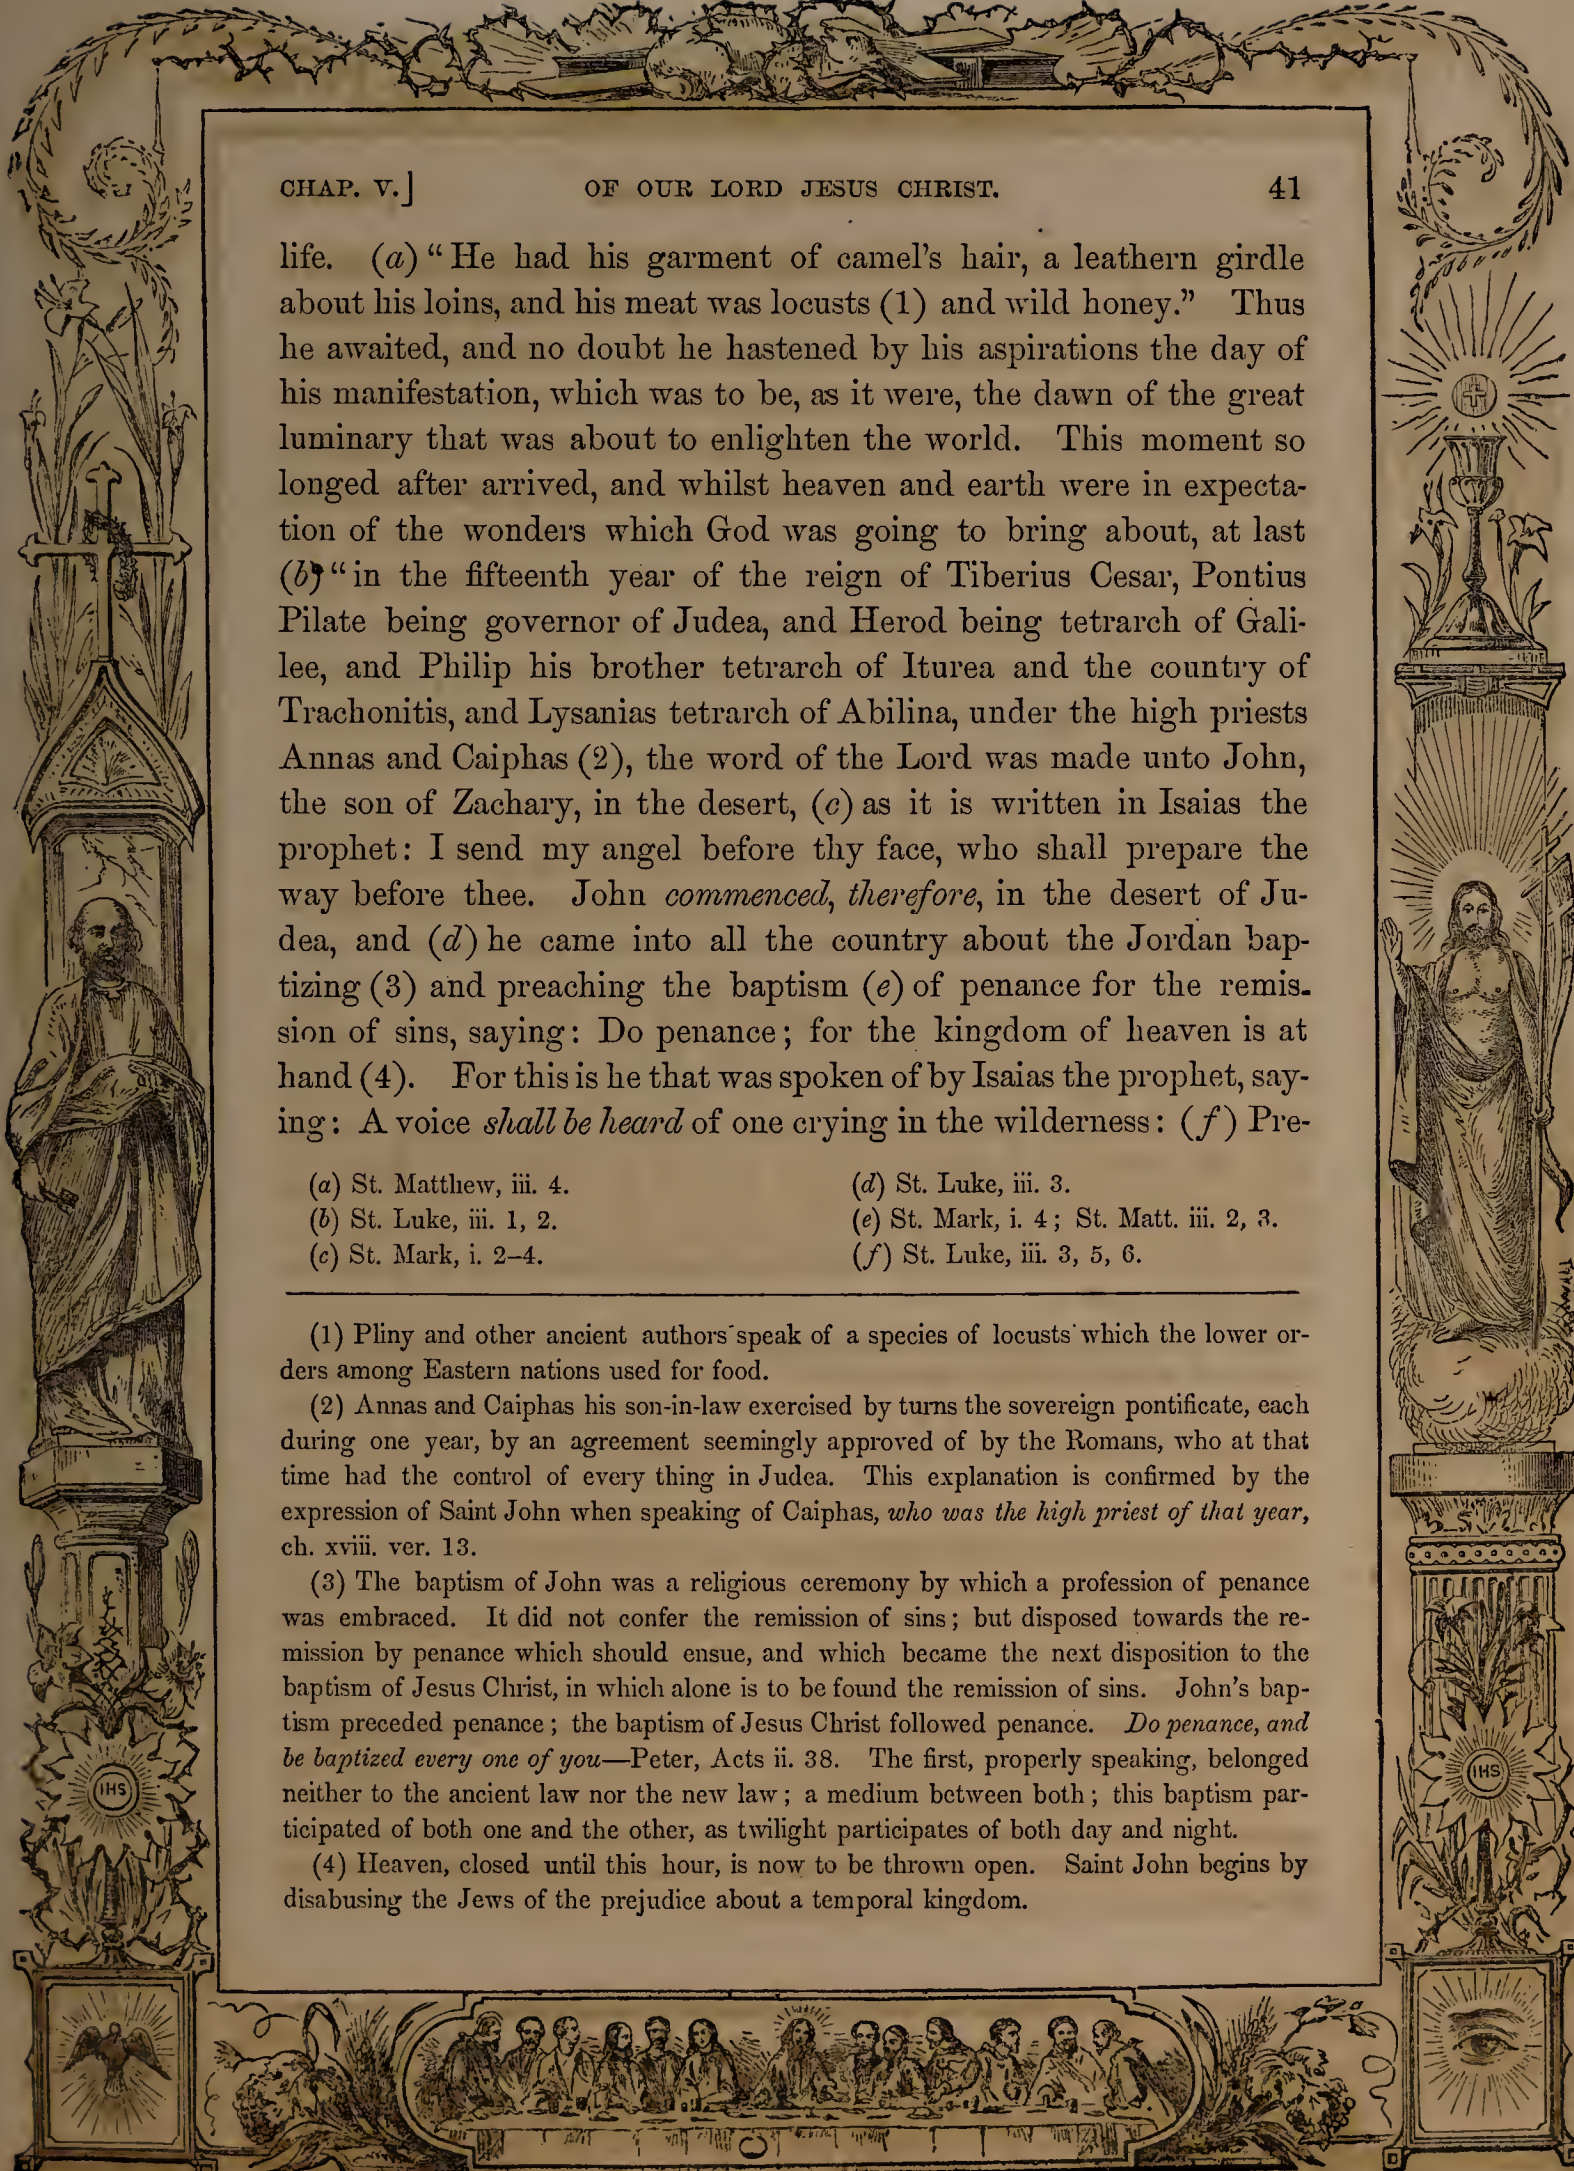 CHAP. V.] OF OUR LORD JESUS CHRIST. 41
life. (a) “He had his garment of camel’s hair, a leathern girdle
about his loins, and his meat was locusts (1) and wild honey.” Thus
he awaited, and no doubt he hastened by his aspirations the day of
his manifestation, which was to be, as it were, the dawn of the great
luminary that was about to enlighten the world. This moment so
longed after arrived, and whilst heaven and earth were in expecta-
tion of the wonders which God was going to bring about, at last
(b) “in the fifteenth year of the reign of Tiberius Cesar, Pontius
Pilate being governor of Judea, and Herod being tetrarch of Gali-
lee, and Philip his brother tetrarch of Iturea and the country of
Trachonitis, and Lysanias tetrarch of Abilina, under the high priests
Annas and Caiphas (2), the word of the Lord was made unto John,
the son of Zachary, in the desert, (c) as it is written in Isaias the
prophet: I send my angel before thy face, who shall prepare the
way before thee. John commenced, therefore, in the desert of Ju-
dea, and (d) he came into all the country about the Jordan bap-
tizing (3) and preaching the baptism (e) of penance for the remis-
sion of sins, saying: Do penance; for the kingdom of heaven is at
hand (4). For this is he that was spoken of by Isaias the prophet, say-
ing: A voice shall be heard of one crying in the wilderness: (f) Pre-
(a) St. Matthew, iii. 4.
(b) St. Luke, iii. 1, 2.
(c) St. Mark, i. 2–4.
(d) St. Luke, iii. 3.
(e) St. Mark, i. 4; St. Matt. iii. 2, 3.
(f) St. Luke, iii. 3, 5, 6.
(1) Pliny and other ancient authors speak of a species of locusts which the lower or-
ders among Eastern nations used for food.
(2) Annas and Caiphas his son-in-law exercised by turns the sovereign pontificate, each
during one year, by an agreement seemingly approved of by the Romans, who at that
time had the control of every thing in Judea. This explanation is confirmed by the
expression of Saint John when speaking of Caiphas, who was the high priest of that year,
ch. xviii. ver. 13.
(3) The baptism of John was a religious ceremony by which a profession of penance
was embraced. It did not confer the remission of sins; but disposed towards the re-
mission by penance which should ensue, and which became the next disposition to the
baptism of Jesus Christ, in which alone is to be found the remission of sins. John’s bap-
tism preceded penance; the baptism of Jesus Christ followed penance. Do penance, and
be baptized every one of you—Peter, Acts ii. 38. The first, properly speaking, belonged
neither to the ancient law nor the new law; a medium between both; this baptism par-
ticipated of both one and the other, as twilight participates of both day and night.
(4) Heaven, closed until this hour, is now to be thrown open. Saint John begins by
disabusing the Jews of the prejudice about a temporal kingdom.
IHS
IHS